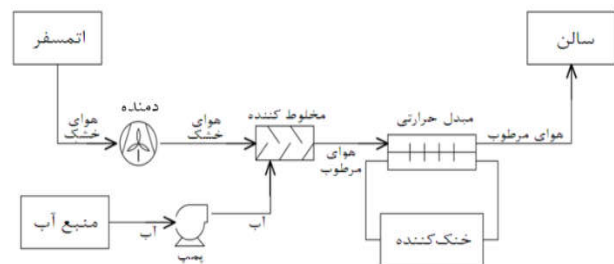 اتمسفر
سالن
دمنده
هوای
خشک
هوای
خشک
مخلوط کننده
هوای
مرطوب
مبدل حرارتی
هوای مرطوب
منبع آب
آب
پمپ
آب
خنک‌کننده